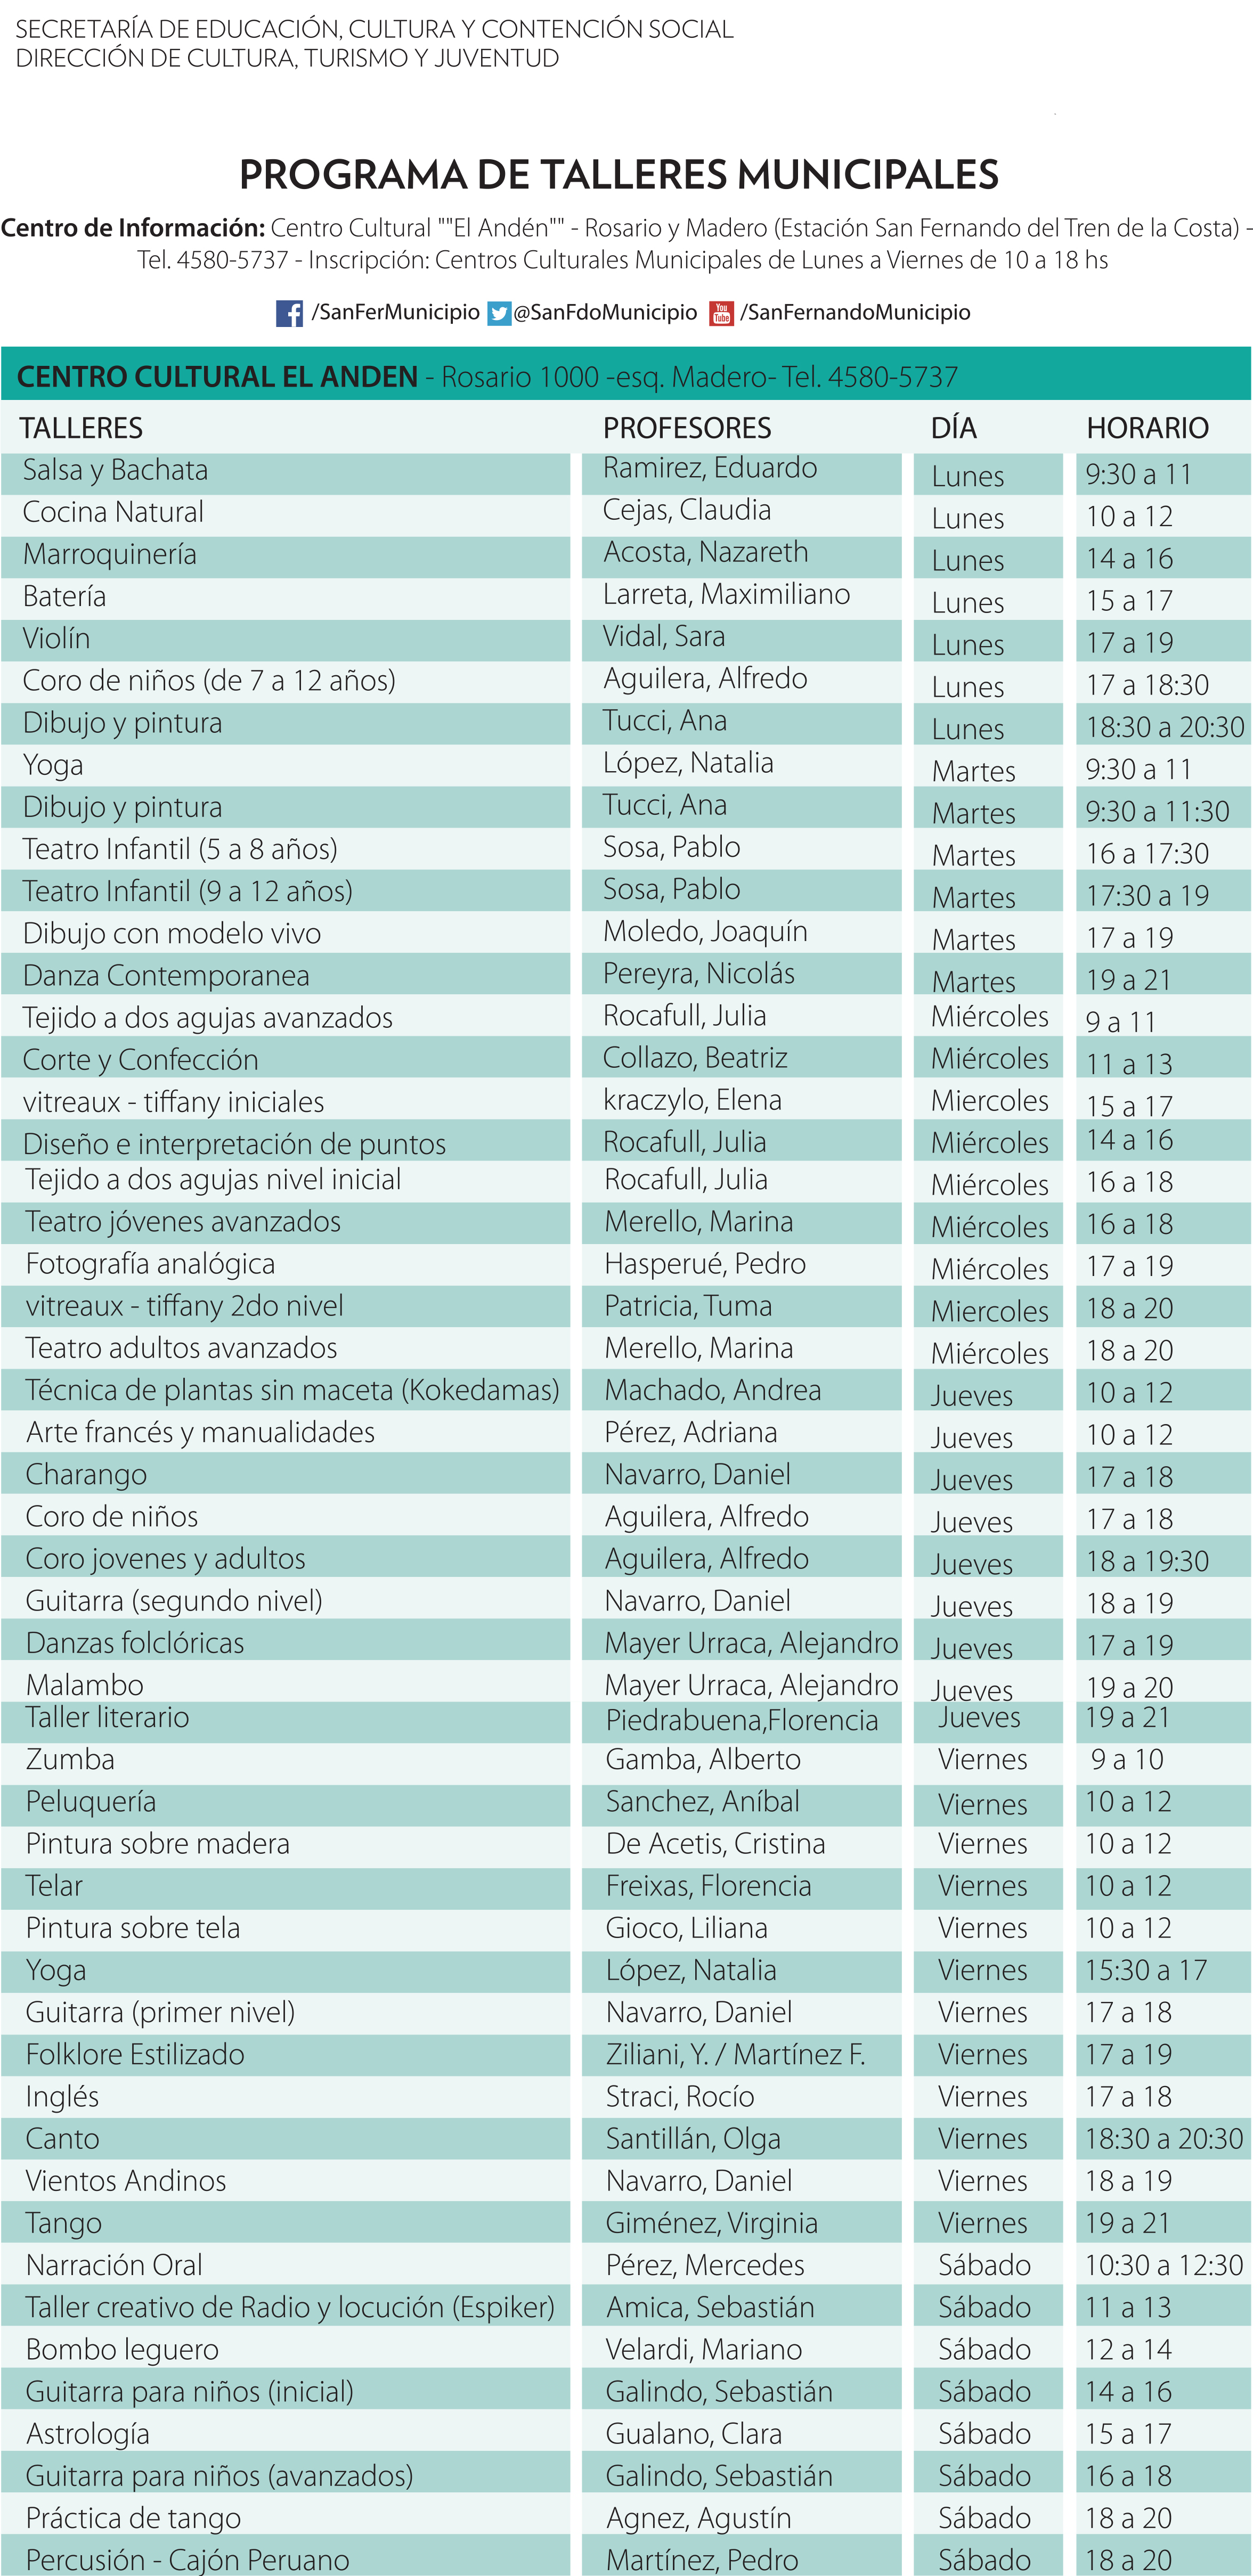 SECRETARÍA DE EDUCACIÓN, CULTURA Y CONTENCIÓN SOCIAL
DIRECCIÓN DE CULTURA, TURISMO Y JUVENTUD
PROGRAMA DE TALLERES MUNICIPALES
Centro de Información: Centro Cultural ""El Andén"" - Rosario y Madero (Estación San Fernando del Tren de la Costa) -
Tel. 4580-5737 - Inscripción: Centros Culturales Municipales de Lunes a Viernes de 10 a 18 hs
f /SanFerMunicipio @SanFdoMunicipio You Tube /SanFernandoMunicipio
CENTRO CULTURAL EL ANDEN - Rosario 1000 -esq. Madero- Tel. 4580-5737
TALLERES PROFESORES DÍA HORARIO
Salsa y Bachata Ramirez, Eduardo Lunes 9:30 a 11
Cocina Natural Cejas, Claudia Lunes 10 a 12
Marroquinería Acosta, Nazareth Lunes 14 a 16
Batería Larreta, Maximiliano Lunes 15 a 17
Violín Vidal, Sara Lunes 17 a 19
Coro de niños (de 7 a 12 años) Aguilera, Alfredo Lunes 17 a 18:30
Dibujo y pintura Tucci, Ana Lunes 18:30 a 20:30
Yoga López, Natalia Martes 9:30 a 11
Dibujo y pintura Tucci, Ana Martes 9:30 a 11:30
Teatro Infantil (5 a 8 años) Sosa, Pablo Martes 16 a 17:30
Teatro Infantil (9 a 12 años) Sosa, Pablo Martes 17:30 a 19
Dibujo con modelo vivo Moledo, Joaquín Martes 17 a 19
Danza Contemporanea Pereyra, Nicolás Martes 19 a 21
Tejido a dos agujas avanzados Rocafull, Julia Miércoles 9 a 11
Corte y Confección Collazo, Beatriz Miércoles 11 a 13
vitreaux - tiffany iniciales kraczylo, Elena Miercoles 15 a 17
Diseño e interpretación de puntos Rocafull, Julia Miércoles 14 a 16
Tejido a dos agujas nivel inicial Rocafull, Julia Miércoles 16 a 18
Teatro jóvenes avanzados Merello, Marina Miércoles 16 a 18
Fotografía analógica Hasperué, Pedro Miércoles 17 a 19
vitreaux - tiffany 2do nivel Patricia, Tuma Miercoles 18 a 20
Teatro adultos avanzados Merello, Marina Miércoles 18 a 20
Técnica de plantas sin maceta (Kokedamas) Machado, Andrea Jueves 10 a 12
Arte francés y manualidades Pérez, Adriana Jueves 10 a 12
Charango Navarro, Daniel Jueves 17 a 18
Coro de niños Aguilera, Alfredo Jueves 17 a 18
Coro jovenes y adultos Aguilera, Alfredo Jueves 18 a 19:30
Guitarra (segundo nivel) Navarro, Daniel Jueves 18 a 19
Danzas folclóricas Mayer Urraca, Alejandro Jueves 17 a 19
Malambo Mayer Urraca, Alejandro Jueves 19 a 20
Taller literario Piedrabuena,Florencia Jueves 19 a 21
Zumba Gamba, Alberto Viernes 9 a 10
Peluquería Sanchez, Aníbal Viernes 10 a 12
Pintura sobre madera De Acetis, Cristina Viernes 10 a 12
Telar Freixas, Florencia Viernes 10 a 12
Pintura sobre tela Gioco, Liliana Viernes 10 a 12
Yoga López, Natalia Viernes 15:30 a 17
Guitarra (primer nivel) Navarro, Daniel Viernes 17 a 18
Folklore Estilizado Ziliani, Y. / Martínez F. Viernes 17 a 19
Inglés Straci, Rocío Viernes 17 a 18
Canto Santillán, Olga Viernes 18:30 a 20:30
Vientos Andinos Navarro, Daniel Viernes 18 a 19
Tango Giménez, Virginia Viernes 19 a 21
Narración Oral Pérez, Mercedes Sábado 10:30 a 12:30
Taller creativo de Radio y locución (Espiker) Amica, Sebastián Sábado 11 a 13
Bombo leguero Velardi, Mariano Sábado 12 a 14
Guitarra para niños (inicial) Galindo, Sebastián Sábado 14 a 16
Astrología Gualano, Clara Sábado 15 a 17
Guitarra para niños (avanzados) Galindo, Sebastián Sábado 16 a 18
Práctica de tango Agnez, Agustín Sábado 18 a 20
Percusión - Cajón Peruano Martínez, Pedro Sábado 18 a 20